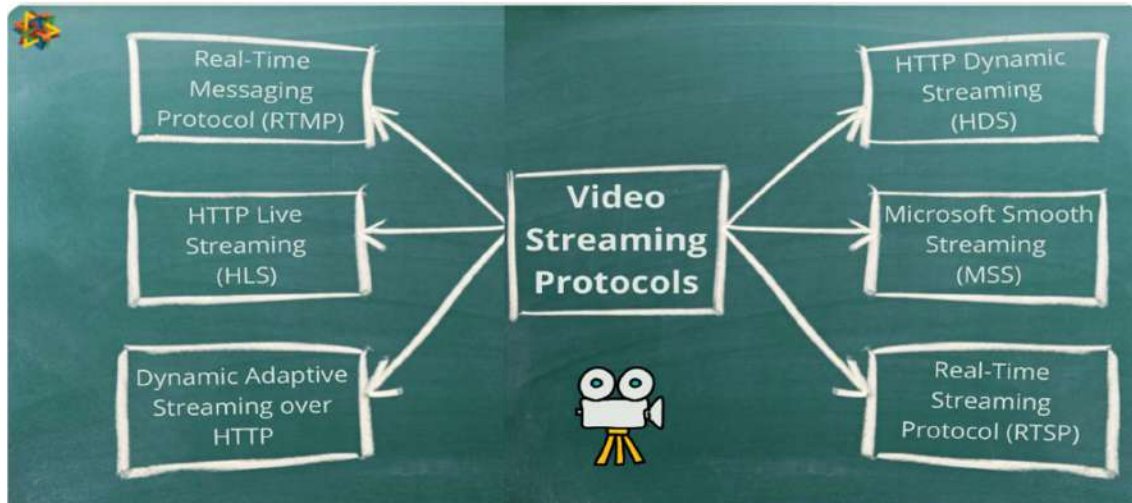 Real-Time
Messaging
Protocol (RTMP)
HTTP Live
Streaming
(HLS)
Dynamic Adaptive
Streaming over
HTTP
Video
Streaming
Protocols
HTTP Dynamic
Streaming
(HDS)
Microsoft Smooth
Streaming
(MSS)
Real-Time
Streaming
Protocol (RTSP)